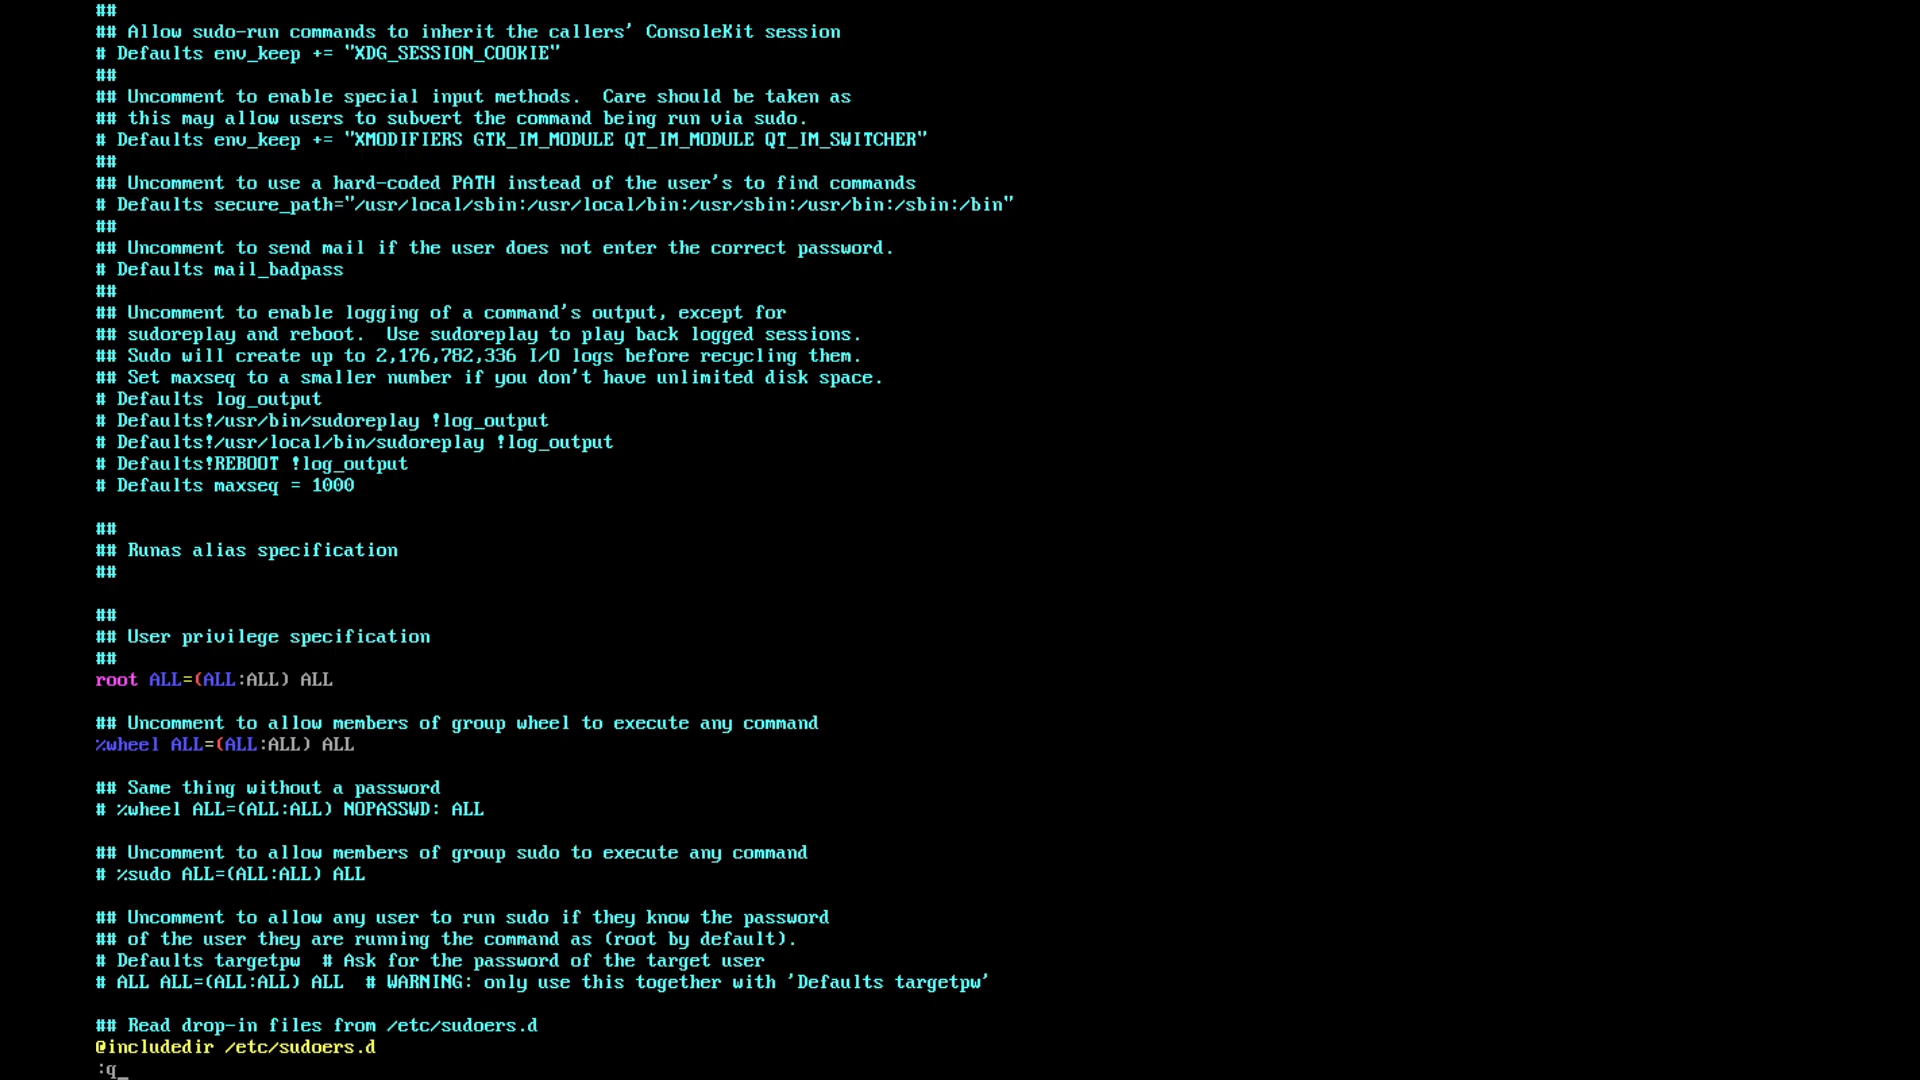 ##
## Allow sudo-run commands to inherit the callers' ConsoleKit session
# Defaults env_keep += "XDG_SESSION_COOKIE"
##
## Uncomment to enable special input methods.  Care should be taken as
## this may allow users to subvert the command being run via sudo.
# Defaults env_keep += "XMODIFIERS GTK_IM_MODULE QT_IM_MODULE QT_IM_SWITCHER"
##
## Uncomment to use a hard-coded PATH instead of the user's to find commands
# Defaults secure_path="/usr/local/sbin:/usr/local/bin:/usr/sbin:/usr/bin:/sbin:/bin"
##
## Uncomment to send mail if the user does not enter the correct password.
# Defaults mail_badpass
##
## Uncomment to enable logging of a command's output, except for
## sudoreplay and reboot.  Use sudoreplay to play back logged sessions.
## Sudo will create up to 2,176,782,336 I/O logs before recycling them.
## Set maxseq to a smaller number if you don't have unlimited disk space.
# Defaults log_output
# Defaults!/usr/bin/sudoreplay !log_output
# Defaults!/usr/local/bin/sudoreplay !log_output
# Defaults!REBOOT !log_output
# Defaults maxseq = 1000
##
## Runas alias specification
##
##
## User privilege specification
##
root ALL=(ALL:ALL) ALL
## Uncomment to allow members of group wheel to execute any command
%wheel ALL=(ALL:ALL) ALL
## Same thing without a password
# %wheel ALL=(ALL:ALL) NOPASSWD: ALL
## Uncomment to allow members of group sudo to execute any command
# %sudo ALL=(ALL:ALL) ALL
## Uncomment to allow any user to run sudo if they know the password
## of the user they are running the command as (root by default).
# Defaults targetpw  # Ask for the password of the target user
# ALL ALL=(ALL:ALL) ALL  # WARNING: only use this together with 'Defaults targetpw'
## Read drop-in files from /etc/sudoers.d
@includedir /etc/sudoers.d
:q_